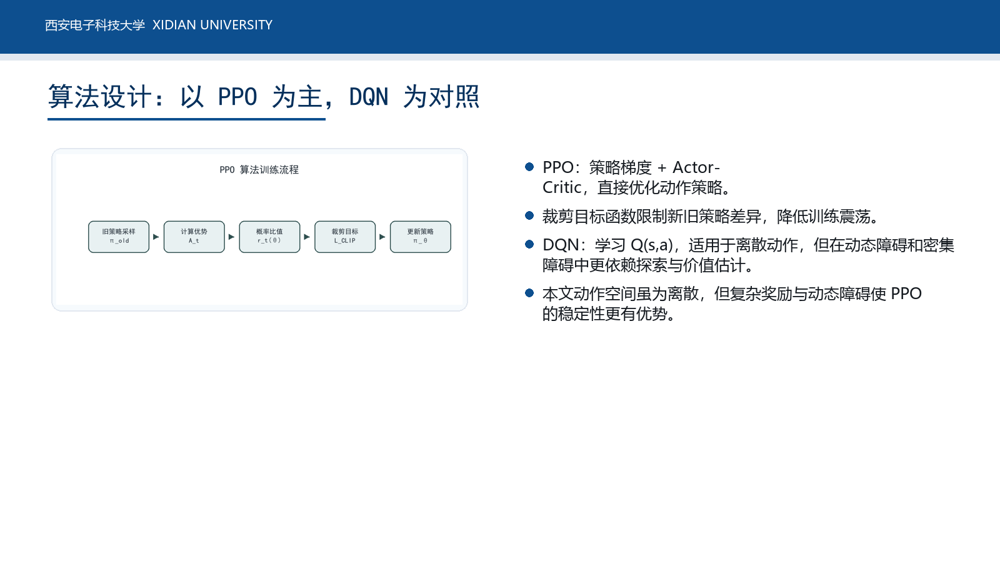 西安电子科技大学 XIDIAN UNIVERSITY
算法设计：以 PPO 为主，DQN 为对照
PPO 算法训练流程
旧策略采样
π_old
计算优势
A_t
概率比值
r_t(θ)
裁剪目标
L_CLIP
更新策略
π_θ
PPO：策略梯度 + Actor-
Critic，直接优化动作策略。
裁剪目标函数限制新旧策略差异，降低训练震荡。
DQN：学习 Q(s,a)，适用于离散动作，但在动态障碍和密集
障碍中更依赖探索与价值估计。
本文动作空间虽为离散，但复杂奖励与动态障碍使 PPO
的稳定性更有优势。